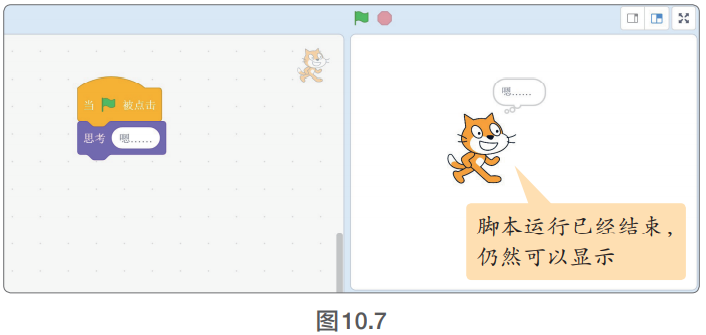 当 被点击
思考 嗯……
嗯……
脚本运行已经结束，
仍然可以显示
图10.7